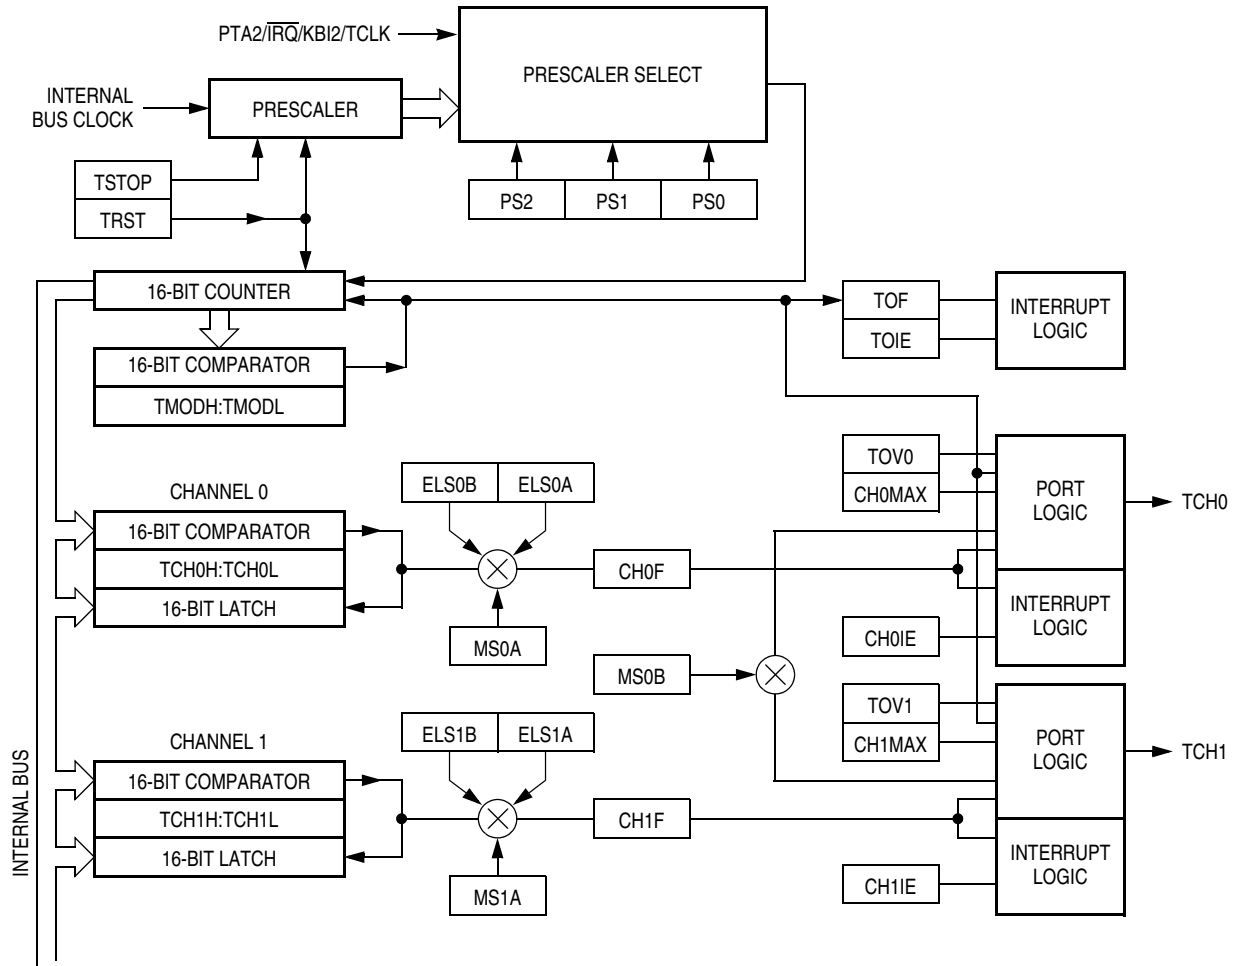 PTA2/IRQ/KBI2/TCLK
PRESCALER SELECT
INTERNAL
BUS CLOCK
PRESCALER
TSTOP
TRST
PS2
PS1
PS0
16-BIT COUNTER
TOF
TOIE
INTERRUPT
LOGIC
16-BIT COMPARATOR
TMODH:TMODL
CHANNEL 0
16-BIT COMPARATOR
TCH0H:TCH0L
16-BIT LATCH
ELS0B
ELS0A
MS0A
CH0F
TOV0
CH0MAX
PORT
LOGIC
TCH0
INTERRUPT
LOGIC
CH0IE
MS0B
CHANNEL 1
16-BIT COMPARATOR
TCH1H:TCH1L
16-BIT LATCH
ELS1B
ELS1A
MS1A
CH1F
TOV1
CH1MAX
PORT
LOGIC
TCH1
INTERRUPT
LOGIC
CH1IE
INTERNAL BUS